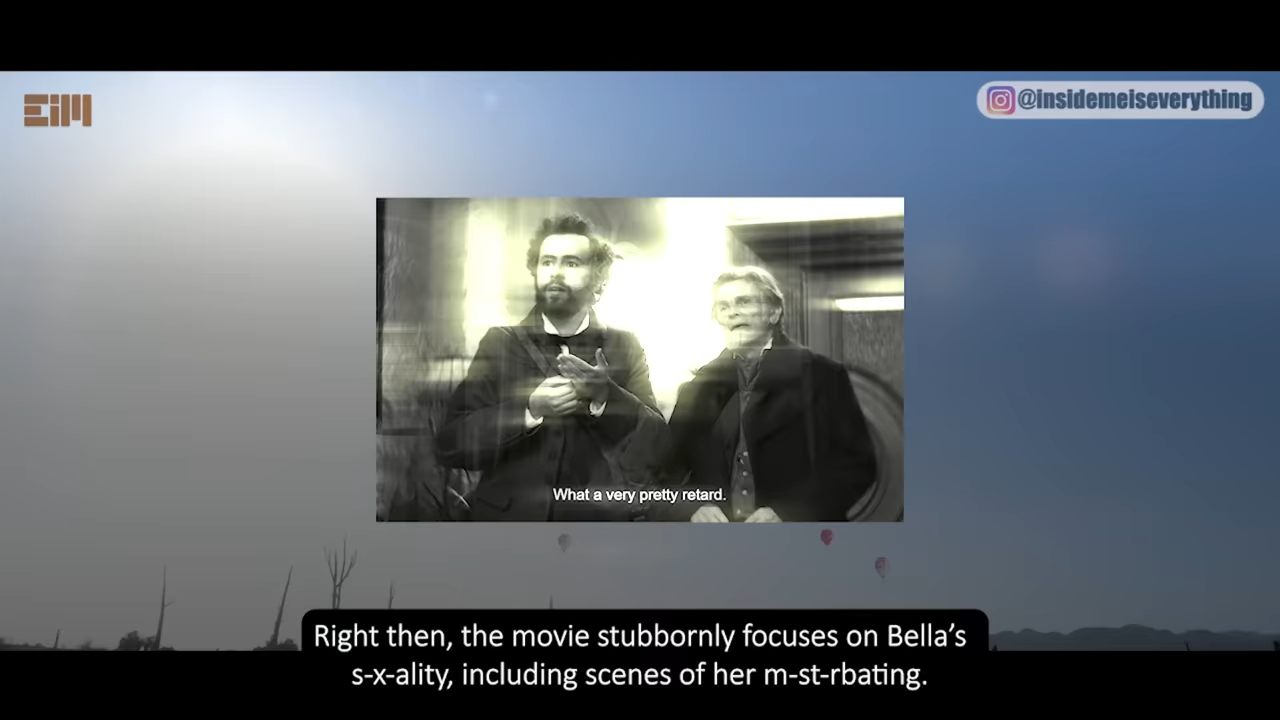 EiM
@insidemeiseverything
What a very pretty retard.
Right then, the movie stubbornly focuses on Bella’s
s-x-ality, including scenes of her m-st-rbating.